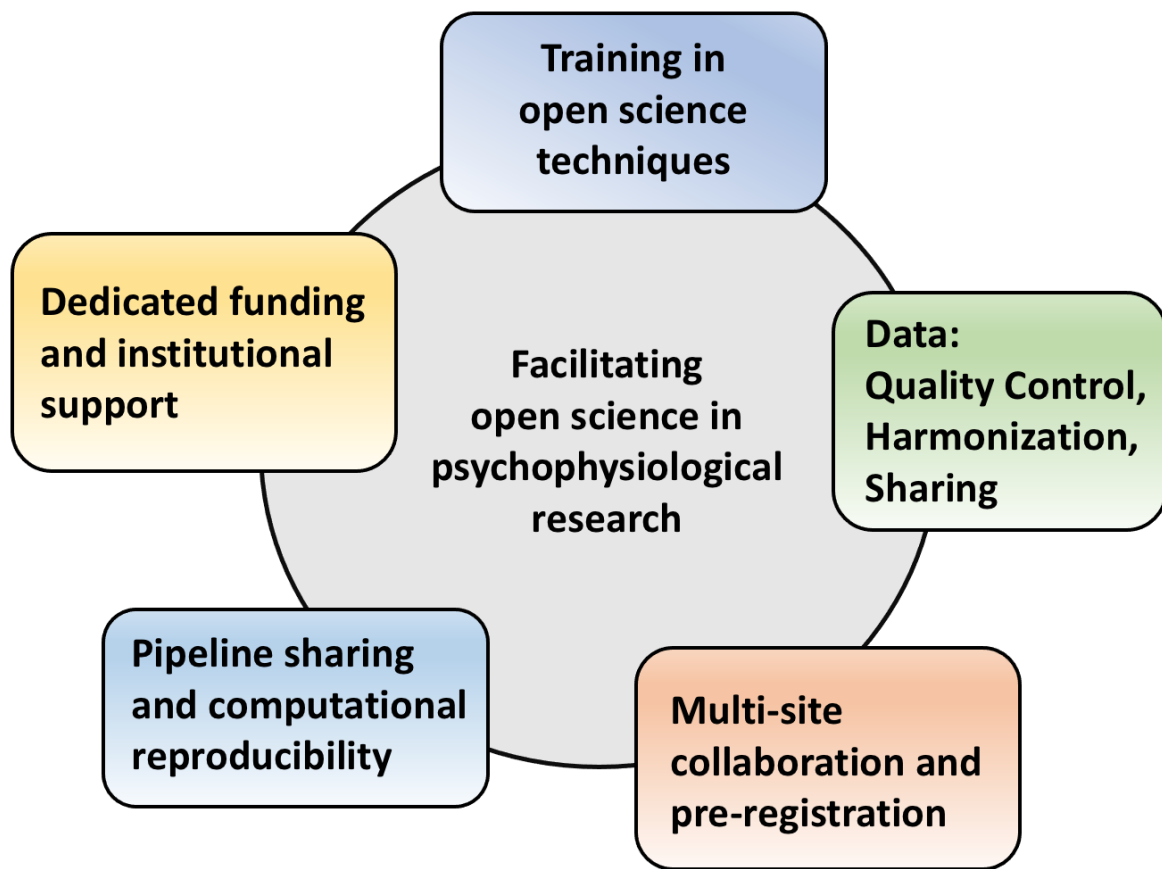 Training in
open science
techniques
Dedicated funding
and institutional
support
Facilitating
open science in
psychophysiological
research
Data:
Quality Control,
Harmonization,
Sharing
Pipeline sharing
and computational
reproducibility
Multi-site
collaboration and
pre-registration